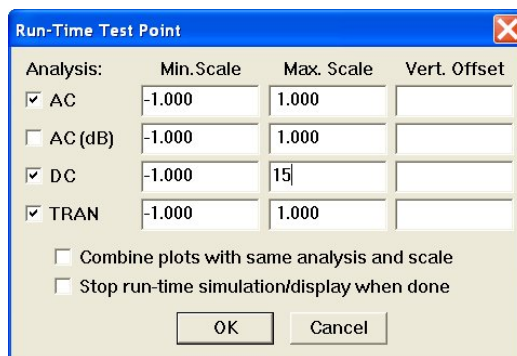 Run-Time Test Point
Analysis: Min.Scale Max. Scale Vert. Offset
AC -1.000 1.000
AC (dB) -1.000 1.000
DC -1.000 15
TRAN -1.000 1.000
Combine plots with same analysis and scale
Stop run-time simulation/display when done
OK Cancel